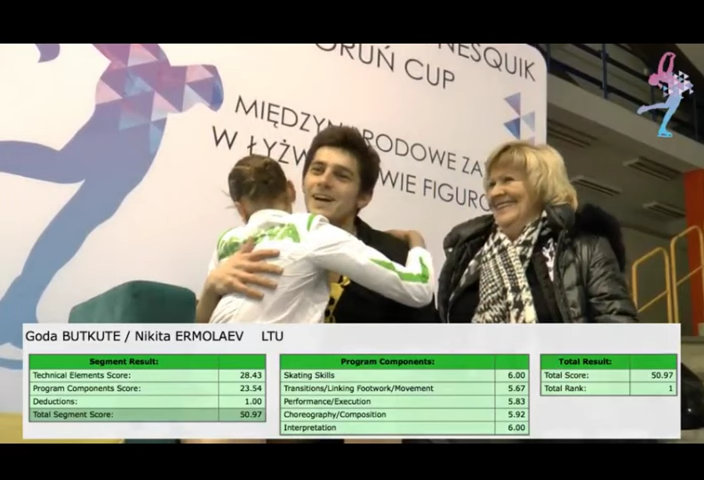 NESQUIK
ORUŃ CUP
MIĘDZYNARODOWE ZA
W ŁYŻW IE FIGURO
Goda BUTKUTE / Nikita ERMOLAEV LTU
Segment Result:
Technical Elements Score: 28.43
Program Components Score: 23.54
Deductions: 1.00
Total Segment Score: 50.97
Program Components:
Skating Skills 6.00
Transitions/Linking Footwork/Movement 5.67
Performance/Execution 5.83
Choreography/Composition 5.92
Interpretation 6.00
Total Result:
Total Score: 50.97
Total Rank: 1